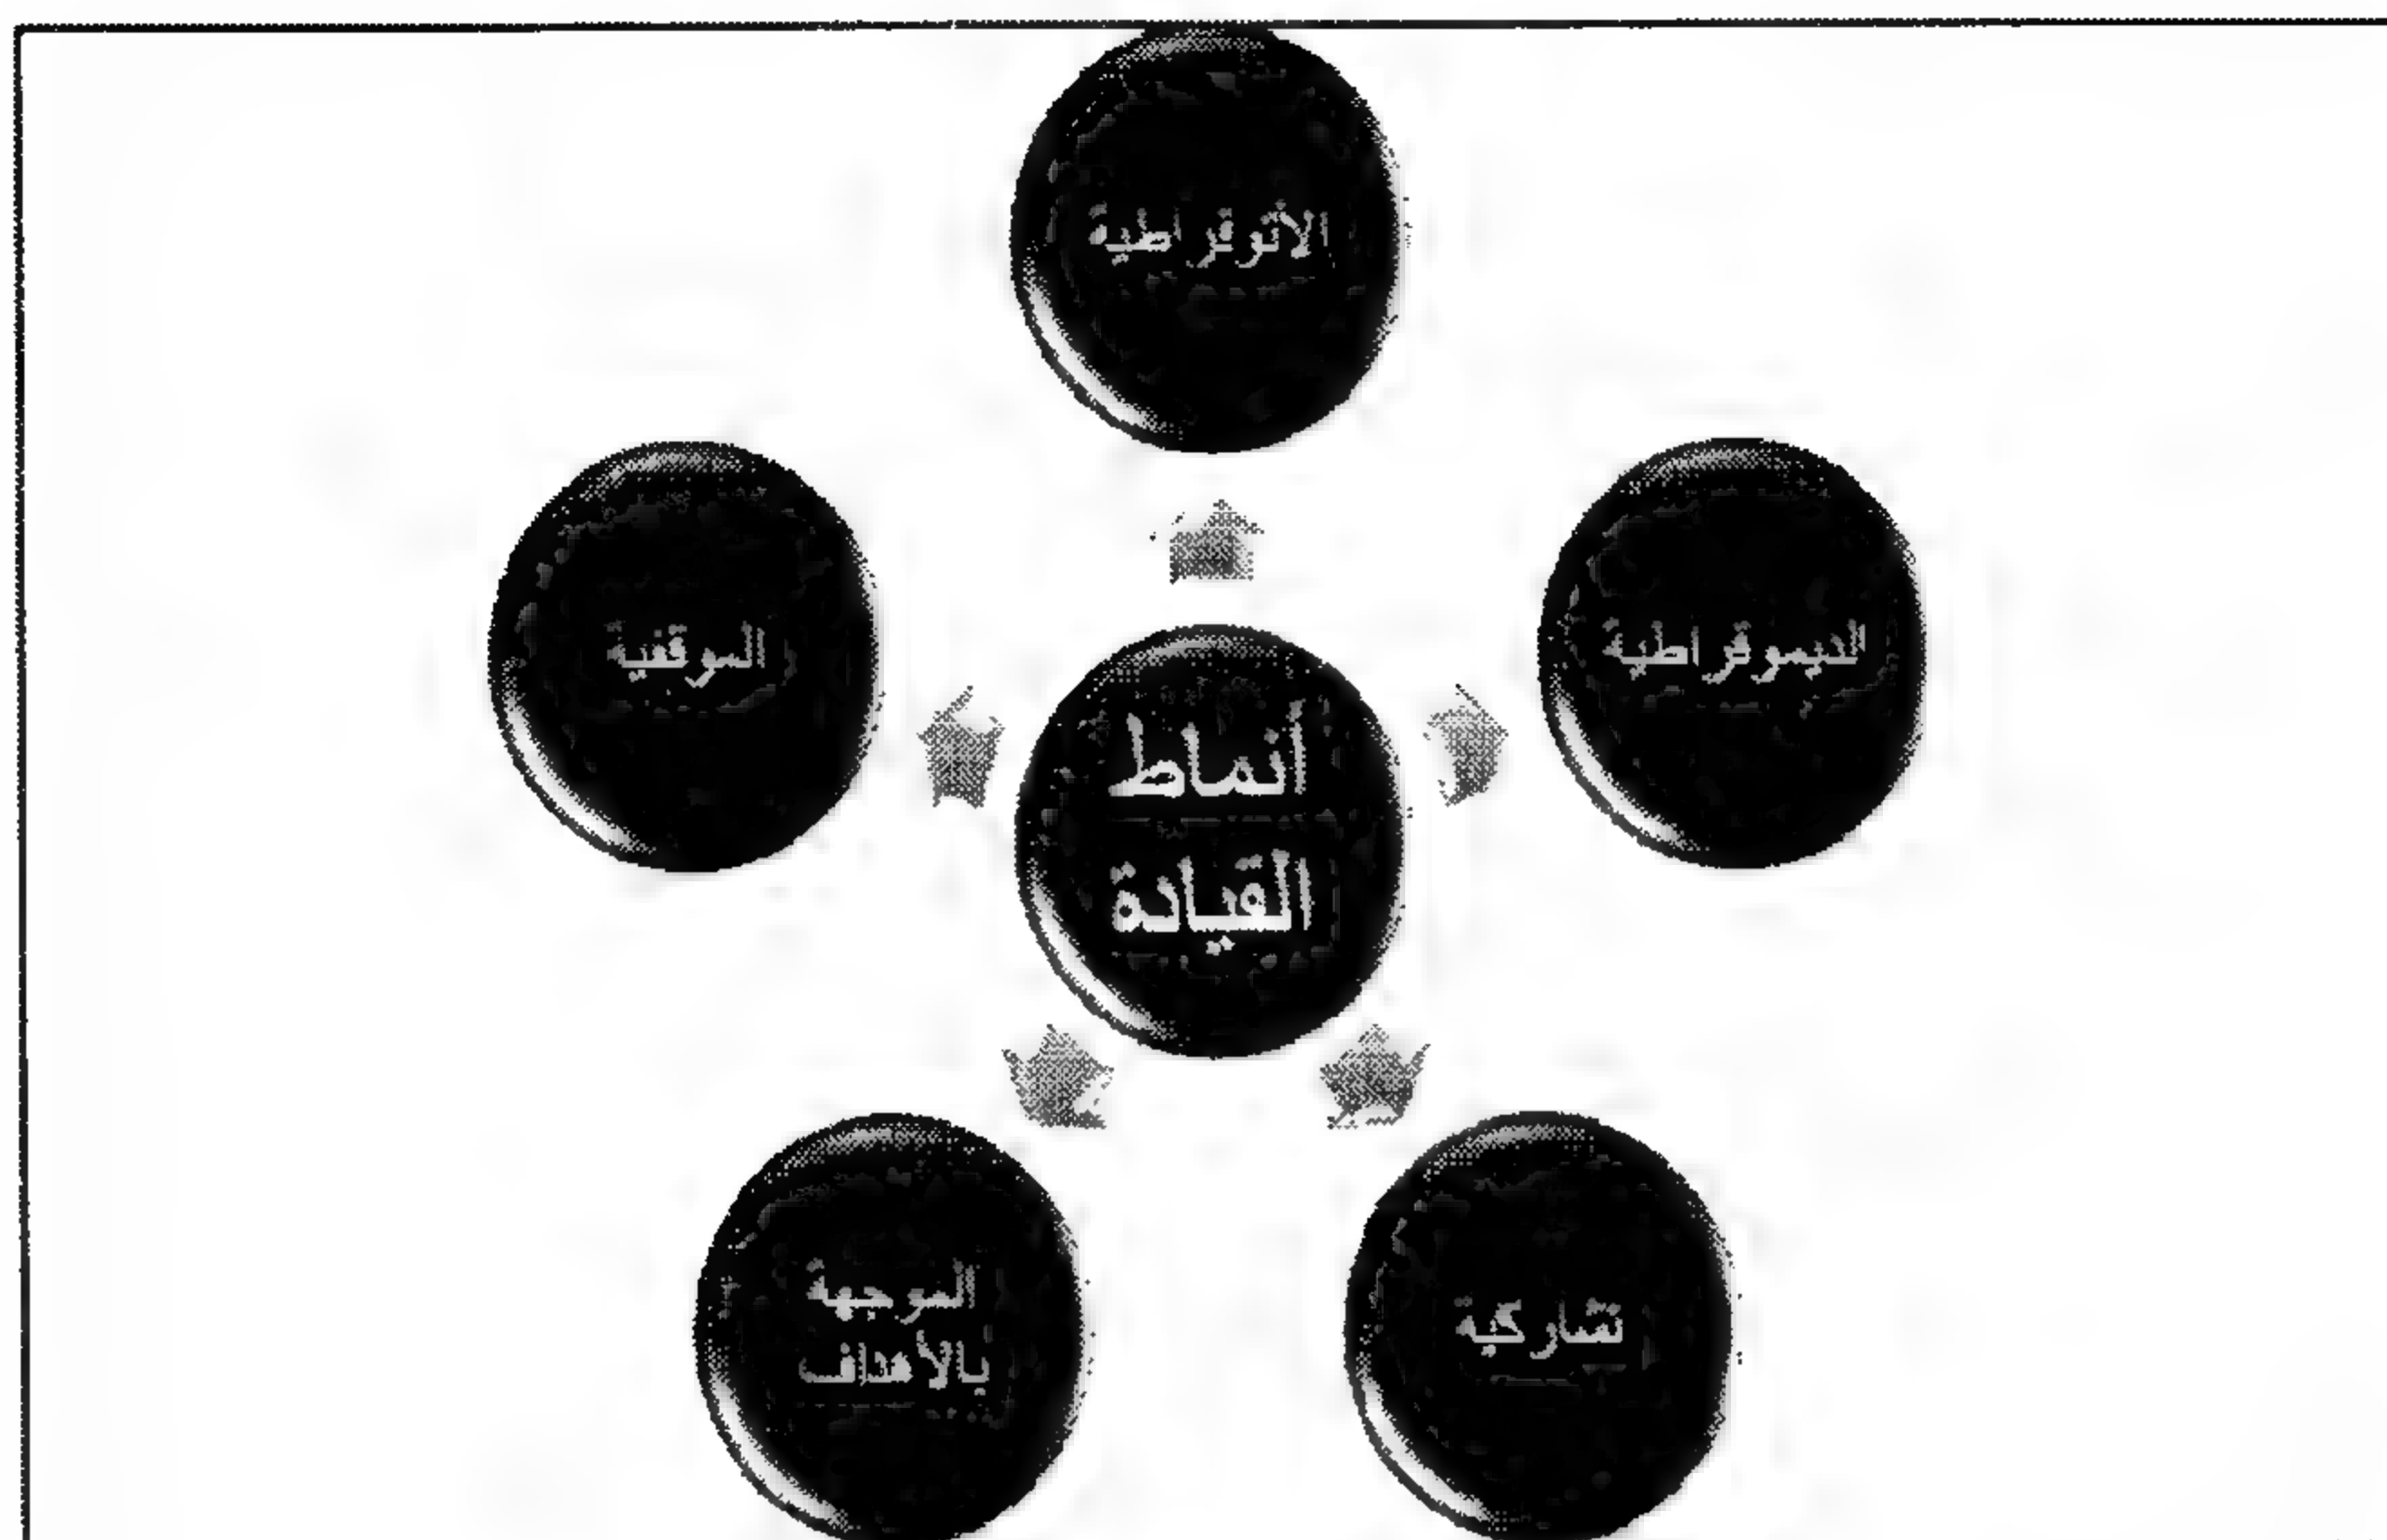 الأتوقراطية
الديموقراطية
الموقفية
أنماط
القيادة
تشاركية
الموجهة
بالأهداف